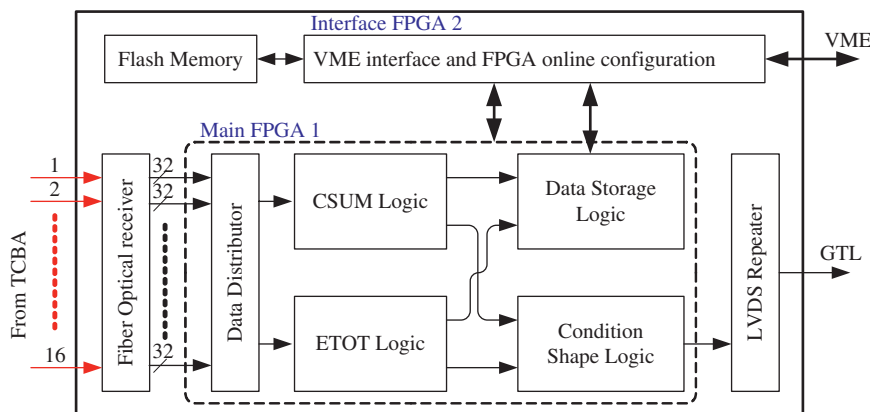 Interface FPGA 2
Flash Memory
VME interface and FPGA online configuration
VME
Main FPGA 1
From TCBA
1
2
16
Fiber Optical receiver
32
32
32
Data Distributor
CSUM Logic
ETOT Logic
Data Storage
Logic
Condition
Shape Logic
LVDS Repeater
GTL